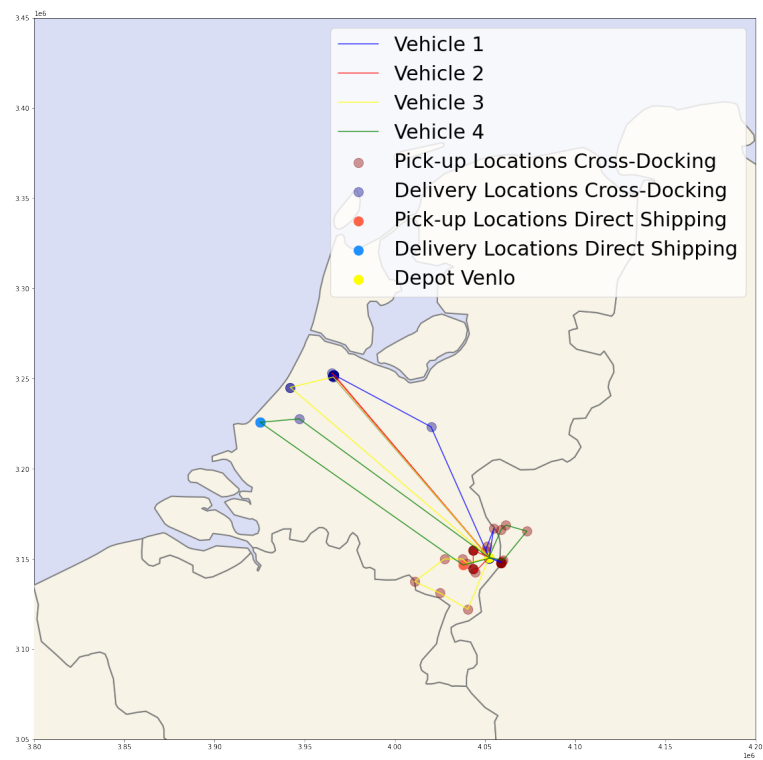 1e6
3.45
3.40
3.35
3.30
3.25
3.20
3.15
3.10
3.05
Vehicle 1
Vehicle 2
Vehicle 3
Vehicle 4
Pick-up Locations Cross-Docking
Delivery Locations Cross-Docking
Pick-up Locations Direct Shipping
Delivery Locations Direct Shipping
Depot Venlo
3.80 3.85 3.90 3.95 4.00 4.05 4.10 4.15 4.20
1e6